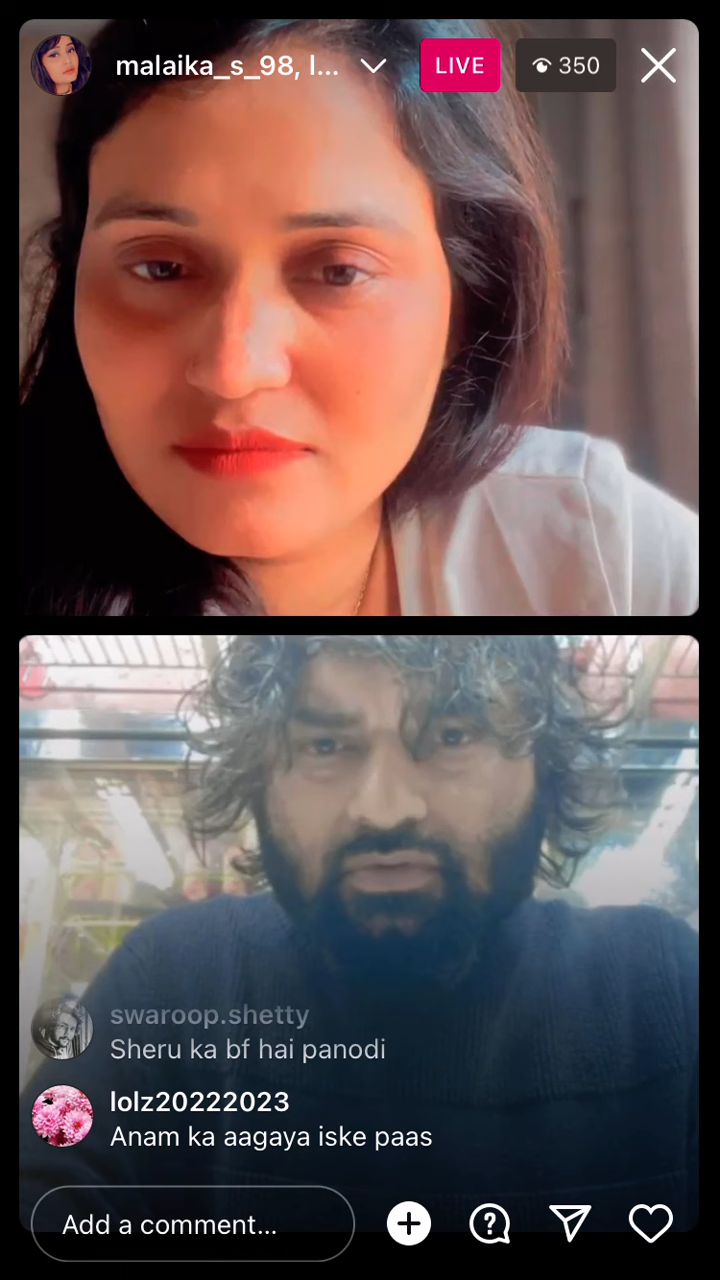 malaika_s_98, l...
LIVE
350
swaroop.shetty
Sheru ka bf hai panodi
lolz20222023
Anam ka aagaya iske paas
Add a comment...